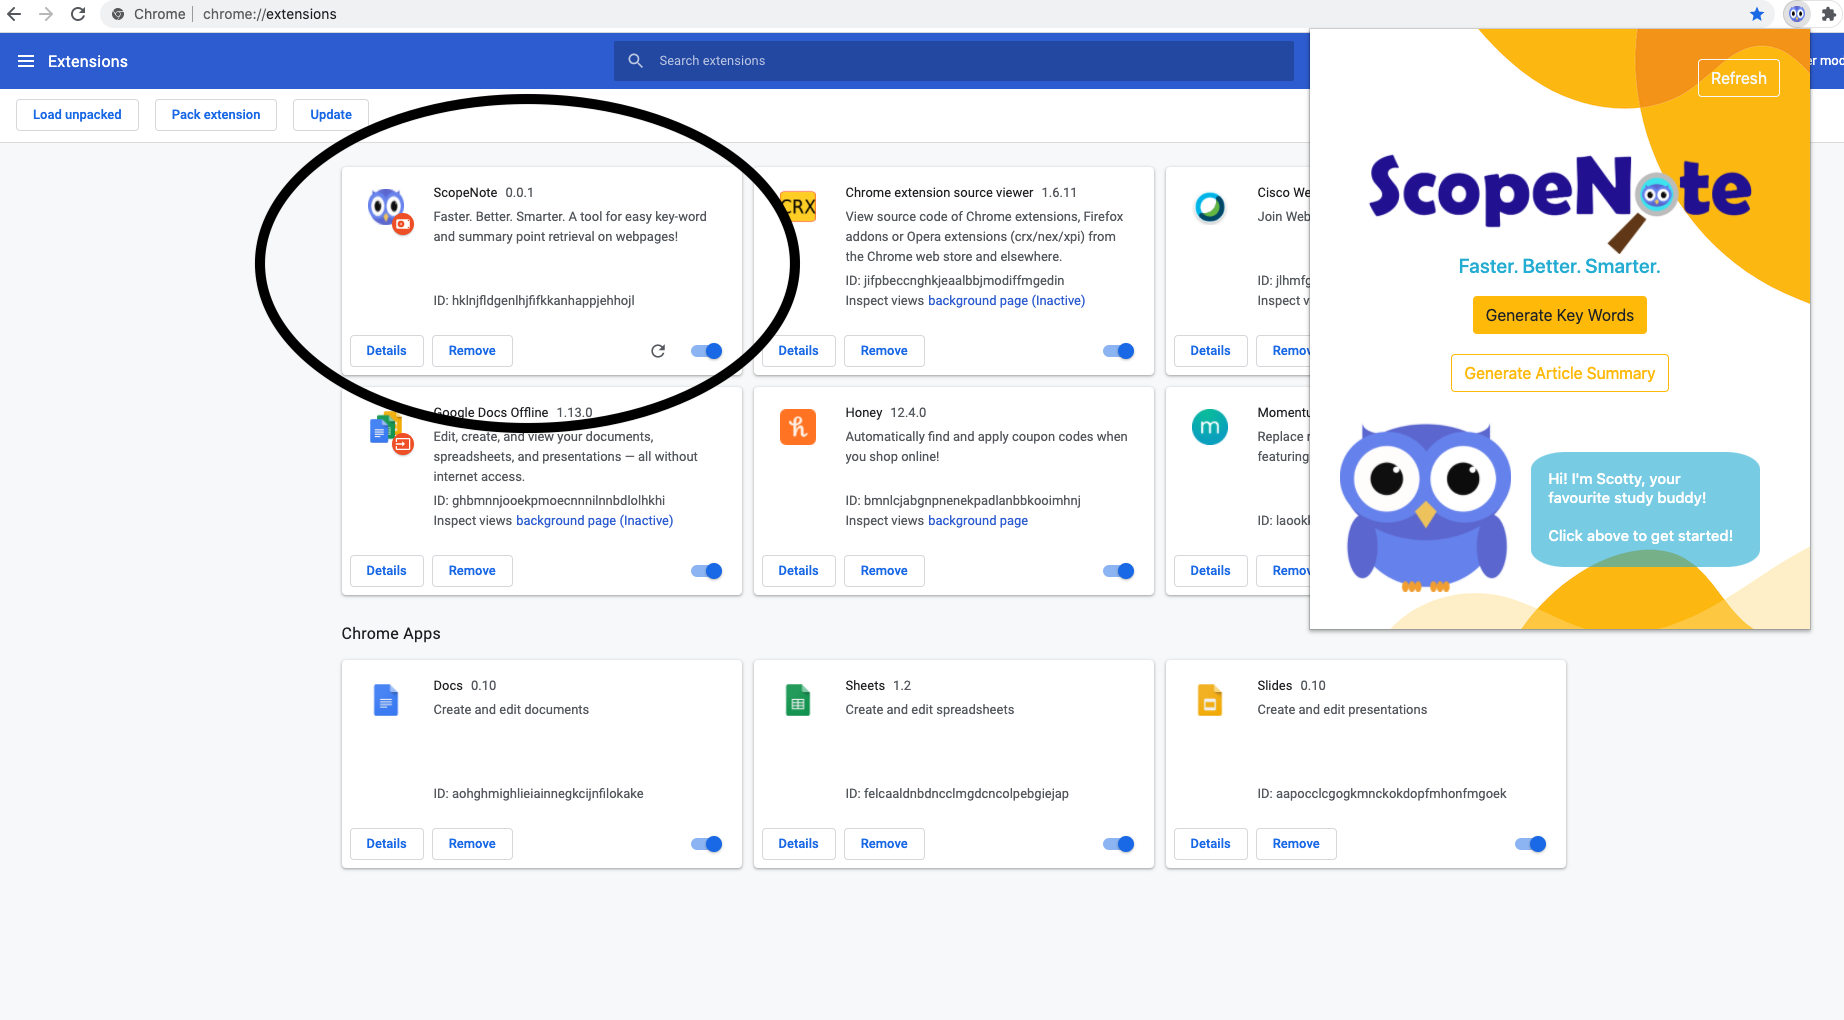 Chrome chrome://extensions
Extensions
Search extensions
Load unpacked
Pack extension
Update
ScopeNote 0.0.1
Faster. Better. Smarter. A tool for easy key-word
and summary point retrieval on webpages!
ID: hklnjfldgenlhjfifkkanhappjehhojl
Details
Remove
CRX
Chrome extension source viewer 1.6.11
View source code of Chrome extensions, Firefox
addons or Opera extensions (crx/nex/xpi) from
the Chrome web store and elsewhere.
ID: jifpbeccnghkjeaalbbjmodiffmgedin
Inspect views background page (Inactive)
Details
Remove
Cisco We
Join Web
ID: jlhmfg
Inspect v
Details
Remov
Google Docs Offline 1.13.0
Edit, create, and view your documents,
spreadsheets, and presentations — all without
internet access.
ID: ghbmnnjooekpmoecnnnilnnbdlolhkhi
Inspect views background page (Inactive)
Details
Remove
Honey 12.4.0
Automatically find and apply coupon codes when
you shop online!
ID: bmnlcjabgnpnenekpadlanbbkooimhnj
Inspect views background page
Details
Remove
m
Momentu
Replace
featuring
ID: laookk
Details
Remov
Chrome Apps
Docs 0.10
Create and edit documents
ID: aohghmighlieiainnegkcijnfilokake
Details
Remove
Sheets 1.2
Create and edit spreadsheets
ID: felcaaldnbdncclmgdcncolpebgiejap
Details
Remove
Slides 0.10
Create and edit presentations
ID: aapocclcgogkmnckokdopfmhonfmgoek
Details
Remove
er mod
Refresh
ScopeNote
Faster. Better. Smarter.
Generate Key Words
Generate Article Summary
Hi! I'm Scotty, your
favourite study buddy!
Click above to get started!